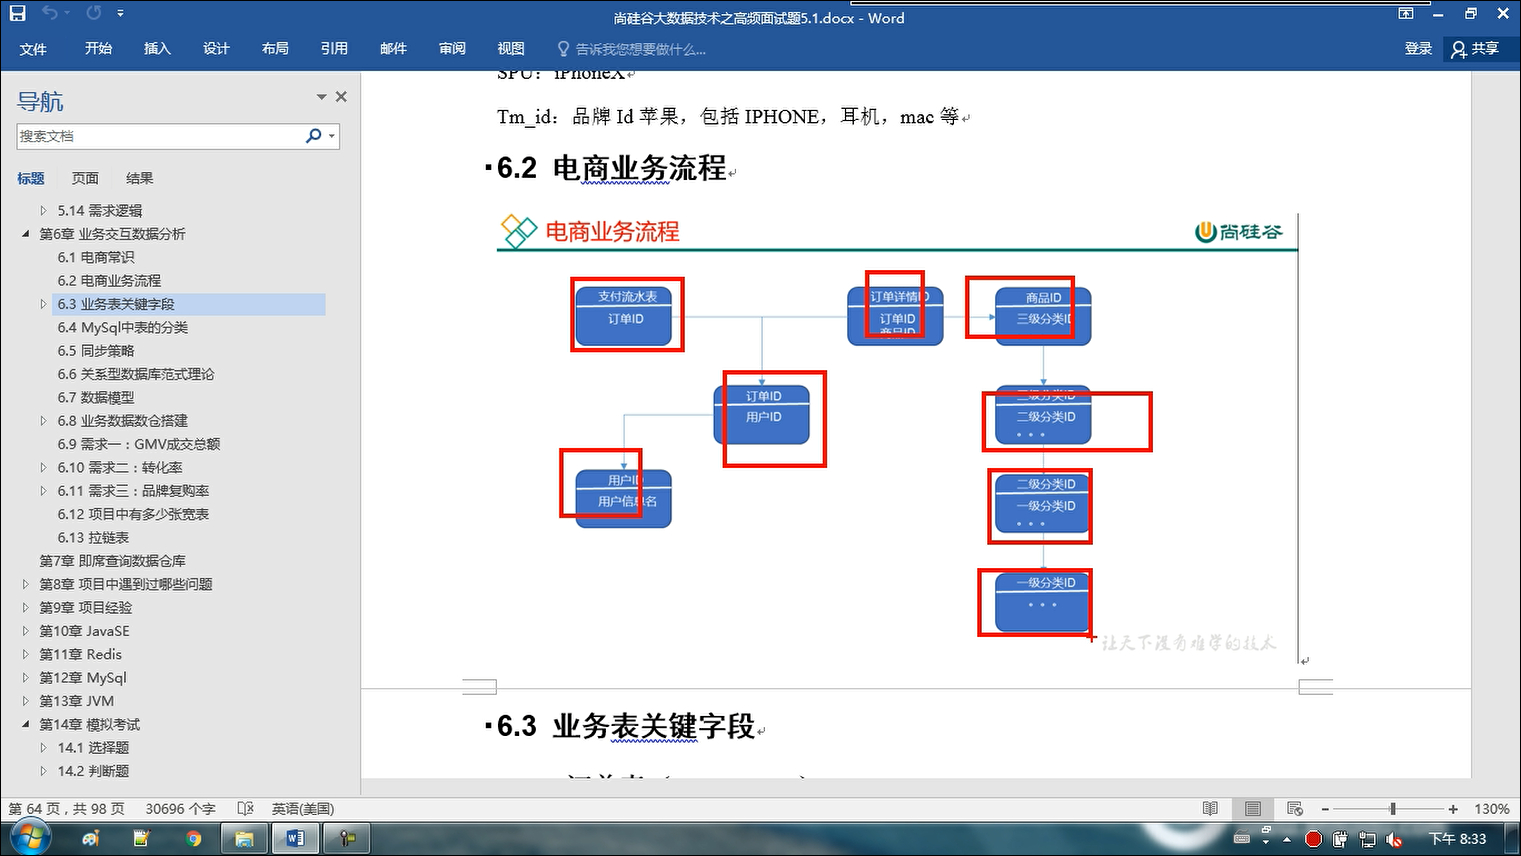 尚硅谷大数据技术之高频面试题5.1.docx - Word
文件 开始 插入 设计 布局 引用 邮件 审阅 视图 告诉我您想要做什么... 登录 共享
导航
搜索文档
标题 页面 结果
5.14 需求逻辑
第6章 业务交互数据分析
6.1 电商常识
6.2 电商业务流程
6.3 业务表关键字段
6.4 MySql中表的分类
6.5 同步策略
6.6 关系型数据库范式理论
6.7 数据模型
6.8 业务数据数仓搭建
6.9 需求一：GMV成交总额
6.10 需求二：转化率
6.11 需求三：品牌复购率
6.12 项目中有多少张宽表
6.13 拉链表
第7章 即席查询数据仓库
第8章 项目中遇到过哪些问题
第9章 项目经验
第10章 JavaSE
第11章 Redis
第12章 MySql
第13章 JVM
第14章 模拟考试
14.1 选择题
14.2 判断题
SPU：iPhoneX
Tm_id：品牌 Id 苹果，包括 IPHONE，耳机，mac 等
6.2 电商业务流程
电商业务流程
尚硅谷
支付流水表
订单ID
订单详情ID
订单ID
商品ID
商品ID
三级分类ID
订单ID
用户ID
三级分类ID
二级分类ID
• • •
用户ID
用户信息名
二级分类ID
一级分类ID
• • •
一级分类ID
• • •
让天下没有难学的技术
6.3 业务表关键字段
第 64 页，共 98 页 30696 个字 英语(美国) 130%
下午 8:33